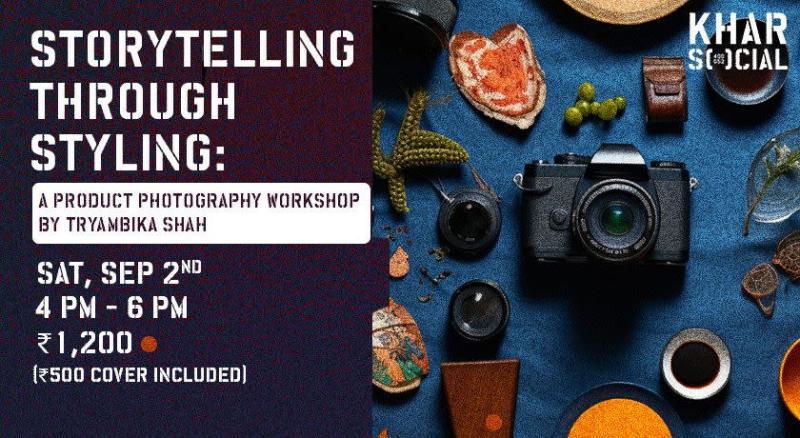 STORYTELLING
THROUGH
STYLING:
A PRODUCT PHOTOGRAPHY WORKSHOP
BY TRYAMBIKA SHAH
SAT, SEP 2ND
4 PM - 6 PM
₹1,200
(₹500 COVER INCLUDED)
KHAR
SOCIAL